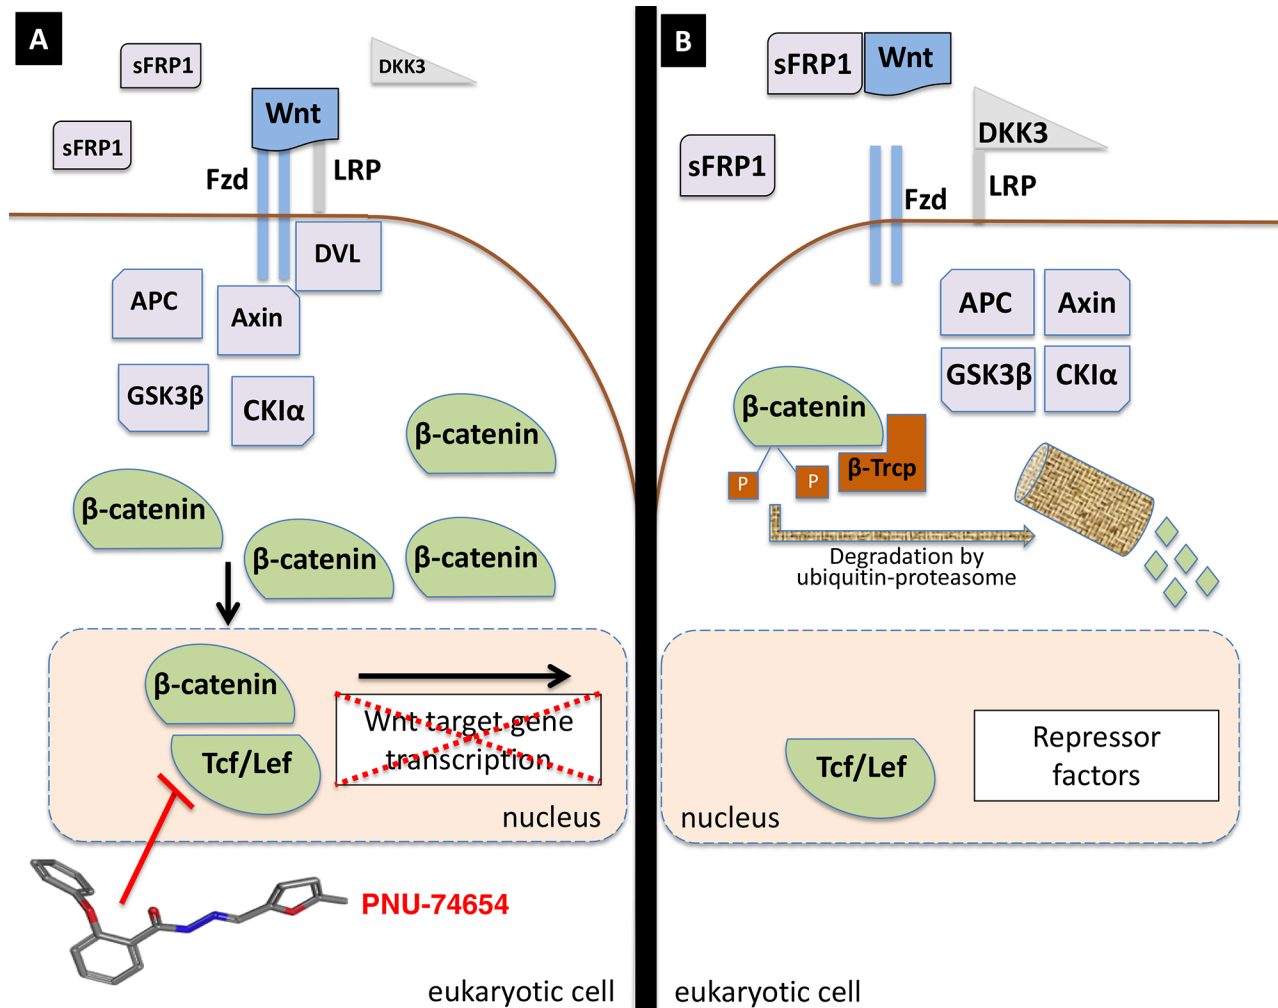 A
sFRP1
DKK3
Wnt
sFRP1
Fzd
LRP
DVL
APC
Axin
GSK3β
CKIα
β-catenin
β-catenin
β-catenin
β-catenin
β-catenin
Tcf/Lef
Wnt target gene
transcription
nucleus
PNU-74654
eukaryotic cell
B
sFRP1
Wnt
DKK3
sFRP1
Fzd
LRP
APC
Axin
GSK3β
CKIα
β-catenin
β-Trcp
P
P
Degradation by
ubiquitin-proteasome
Tcf/Lef
Repressor
factors
nucleus
eukaryotic cell